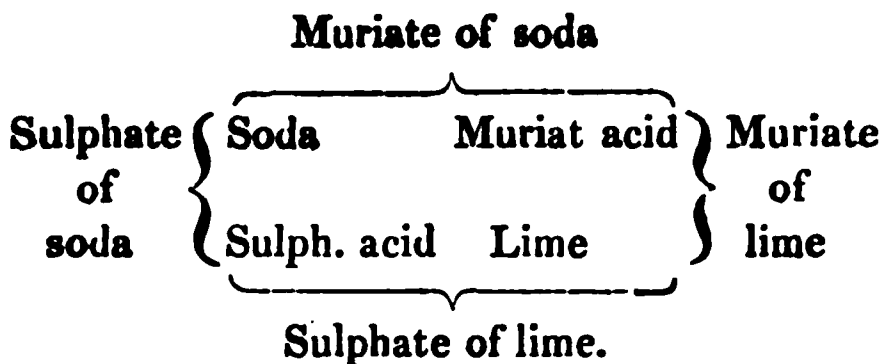 Muriate of soda
Sulphate Soda Muriat acid Muriate
of of
soda Sulph. acid Lime lime
Sulphate of lime.